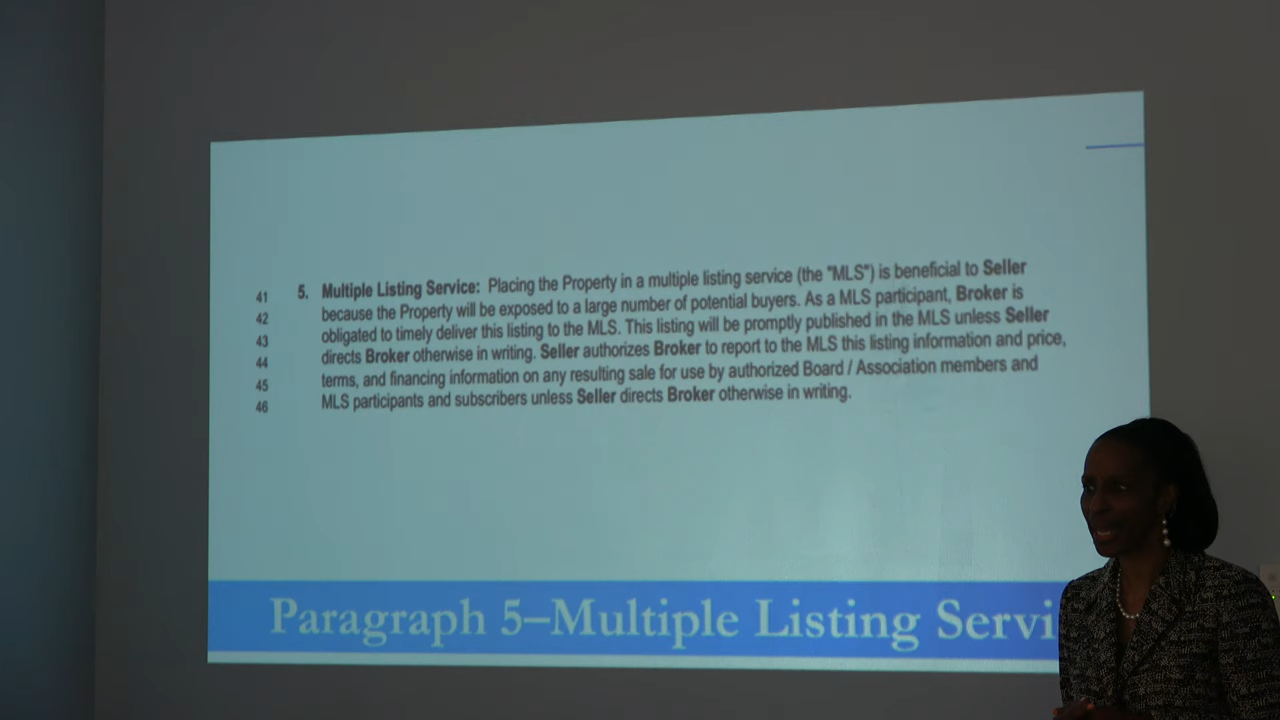 41 5. Multiple Listing Service: Placing the Property in a multiple listing service (the "MLS") is beneficial to Seller
42 because the Property will be exposed to a large number of potential buyers. As a MLS participant, Broker is
43 obligated to timely deliver this listing to the MLS. This listing will be promptly published in the MLS unless Seller
44 directs Broker otherwise in writing. Seller authorizes Broker to report to the MLS this listing information and price,
45 terms, and financing information on any resulting sale for use by authorized Board / Association members and
46 MLS participants and subscribers unless Seller directs Broker otherwise in writing.
Paragraph 5–Multiple Listing Servi